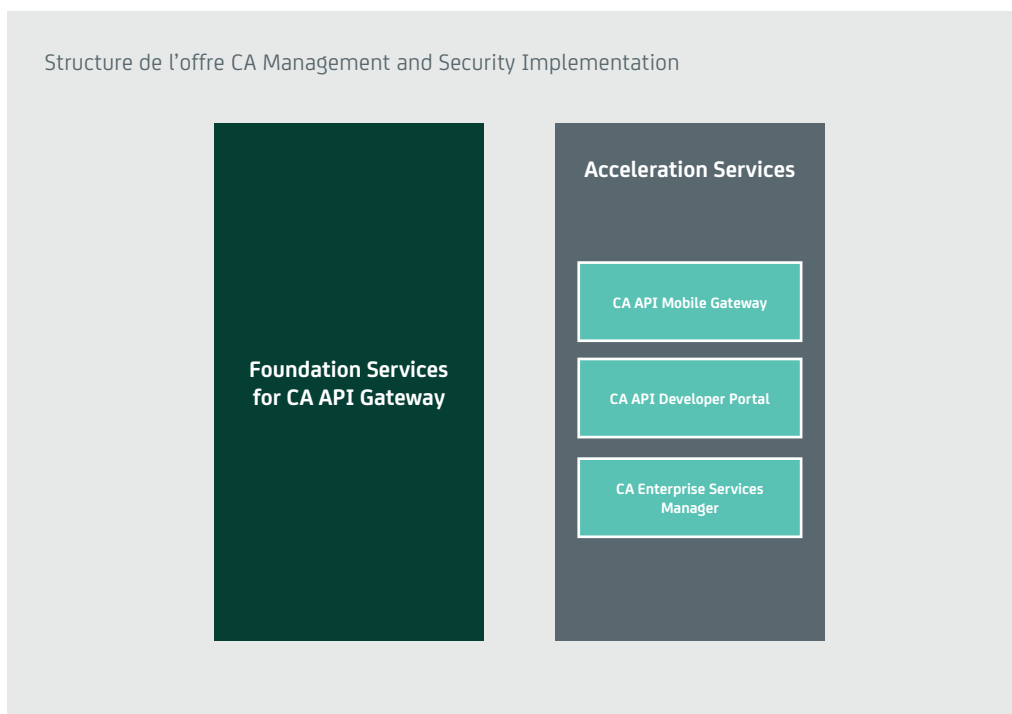 Structure de l’offre CA Management and Security Implementation
Foundation Services
for CA API Gateway
Acceleration Services
CA API Mobile Gateway
CA API Developer Portal
CA Enterprise Services
Manager